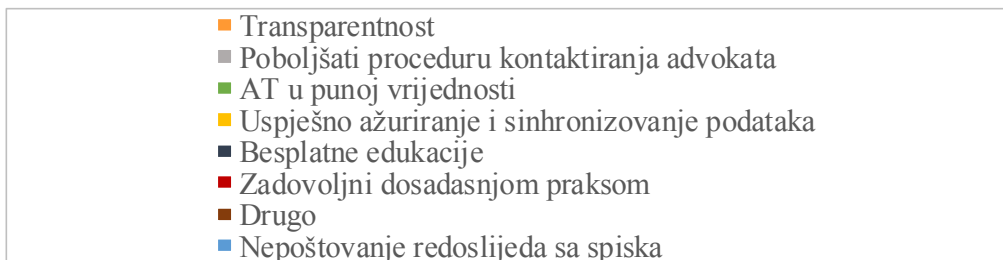 Transparentnost
Poboljšati proceduru kontaktiranja advokata
AT u punoj vrijednosti
Uspješno ažuriranje i sinhronizovanje podataka
Besplatne edukacije
Zadovoljni dosadasnjom praksom
Drugo
Nepoštovanje redoslijeda sa spiska